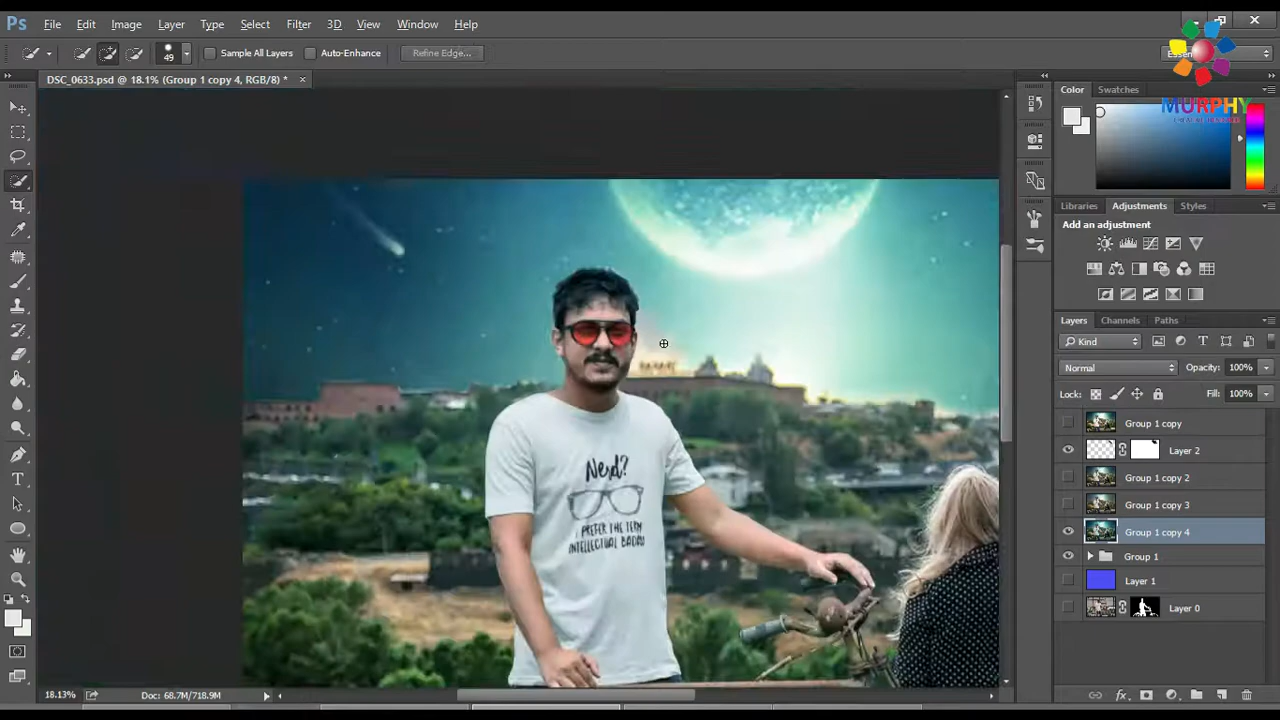 Ps File Edit Image Layer Type Select Filter 3D View Window Help
49 Sample All Layers Auto-Enhance Refine Edge...
DSC_0633.psd @ 18.1% (Group 1 copy 4, RGB/8) *
Color Swatches
MURPHY
Libraries Adjustments Styles
Add an adjustment
Layers Channels Paths
Kind
Normal Opacity: 100%
Lock: Fill: 100%
Group 1 copy
Layer 2
Group 1 copy 2
Group 1 copy 3
Group 1 copy 4
Group 1
Layer 1
Layer 0
Nerd?
I PREFER THE TERM
INTELLECTUAL BADASS
18.13% Doc: 68.7M/718.9M